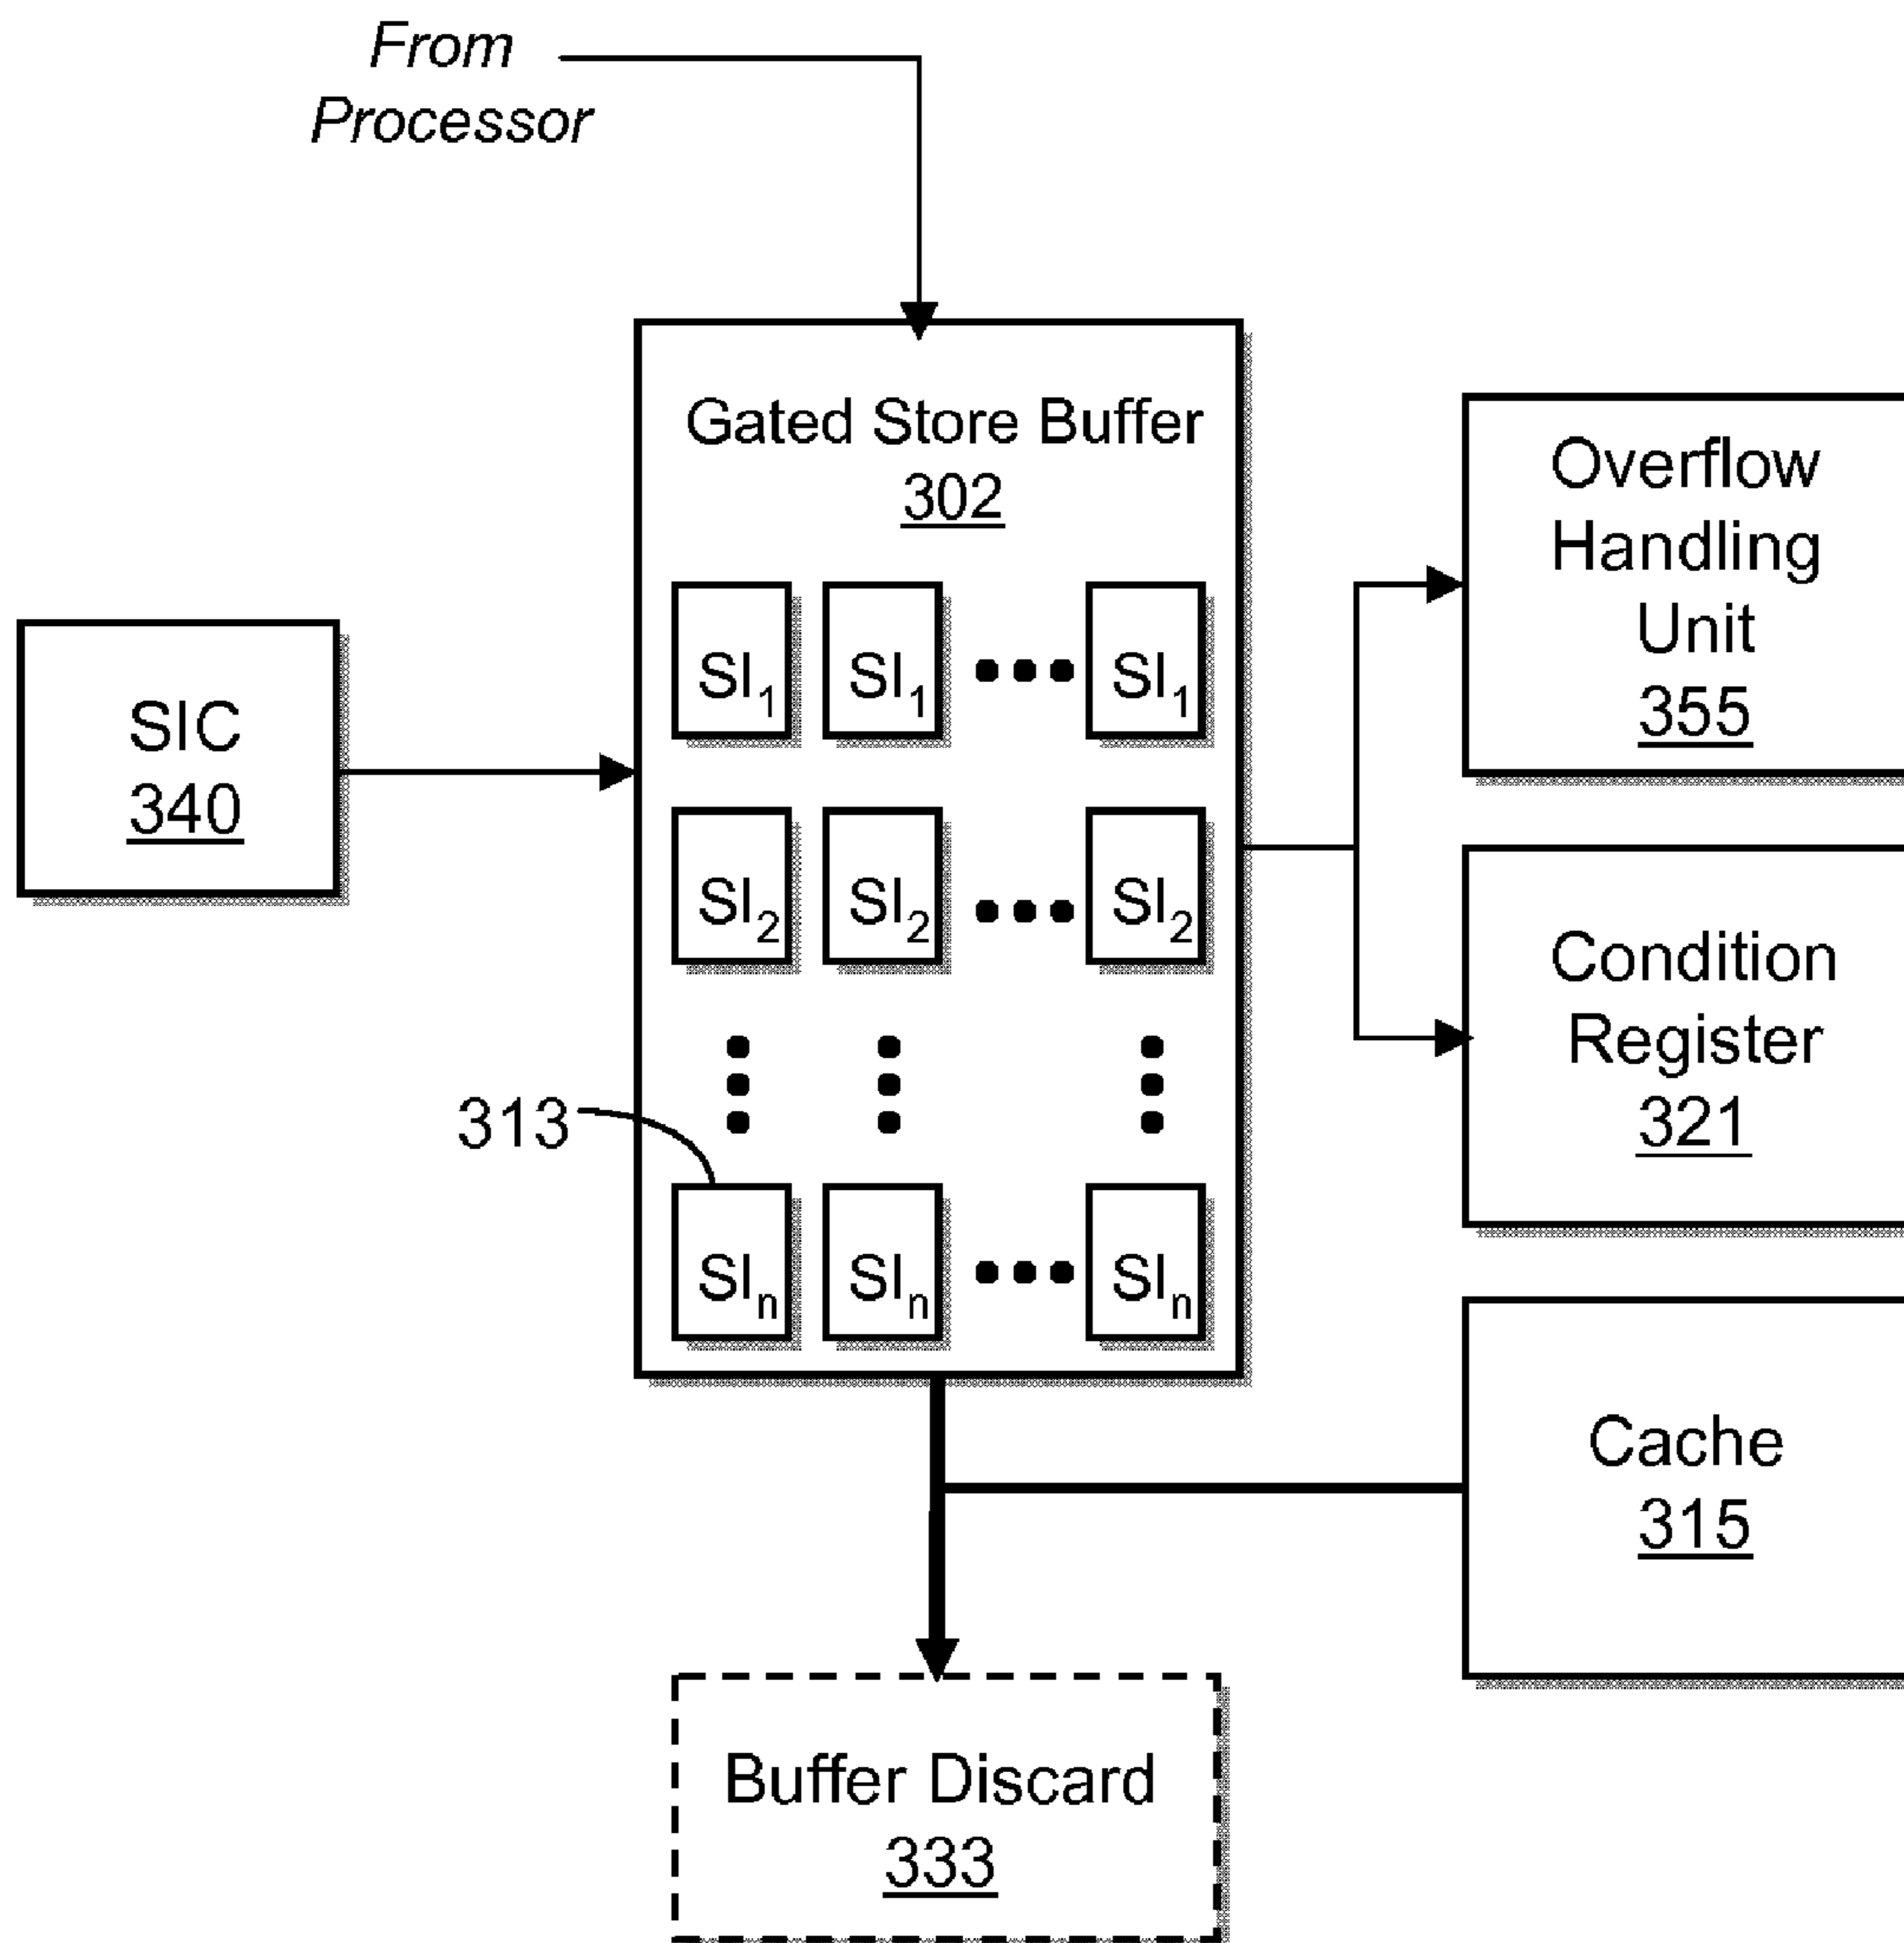 From
Processor
Gated Store Buffer
302
SI1 SI1 SI1
SI2 SI2 SI2
SIn SIn SIn
313
SIC
340
Overflow
Handling
Unit
355
Condition
Register
321
Cache
315
Buffer Discard
333